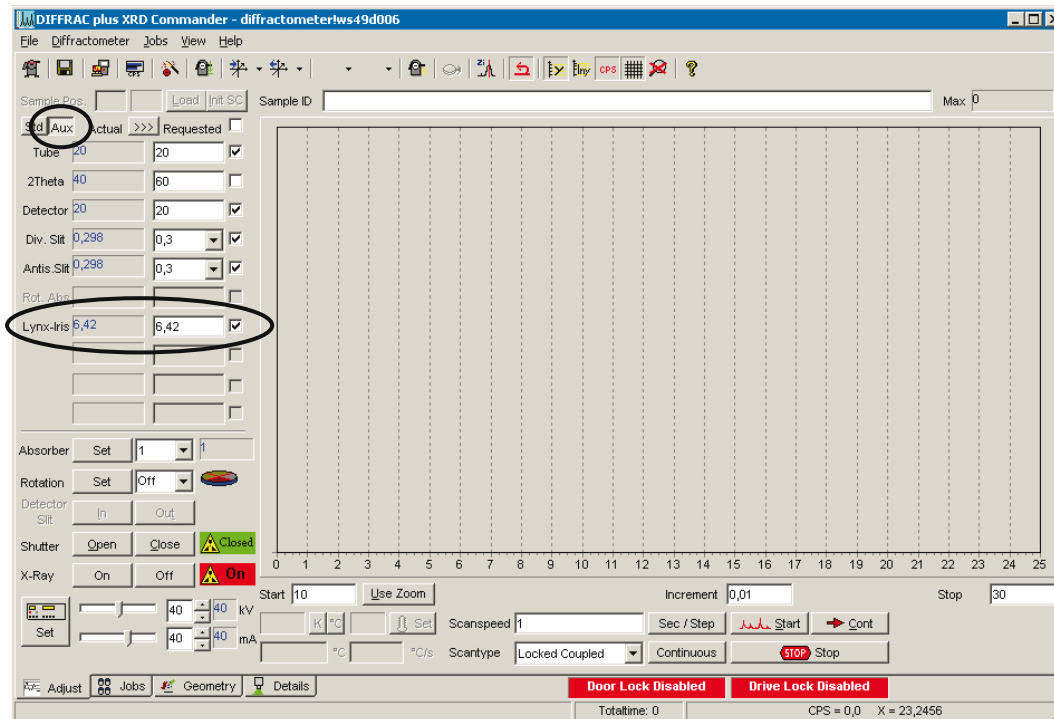 DIFFRAC plus XRD Commander - diffractometer!ws49d006
File Diffractometer Jobs View Help
CPS
Sample Pos. Load Init SC Sample ID Max 0
Std Aux Actual >>> Requested
Tube 20 20
2Theta 40 60
Detector 20 20
Div. Slit 0,298 0,3
Antis.Slit 0,298 0,3
Rot. Abs
Lynx-Iris 6,42 6,42
Absorber Set 1 1
Rotation Set Off
Detector Slit In Out
Shutter Open Close Closed
X-Ray On Off On
0 1 2 3 4 5 6 7 8 9 10 11 12 13 14 15 16 17 18 19 20 21 22 23 24 25
Start 10 Use Zoom Increment 0,01 Stop 30
Set 40 40 kV K °C Set Scanspeed 1 Sec / Step Start Cont
40 40 mA °C °C/s Scantype Locked Coupled Continuous STOP Stop
Adjust Jobs Geometry Details Door Lock Disabled Drive Lock Disabled
Totaltime: 0 CPS = 0,0 X = 23,2456